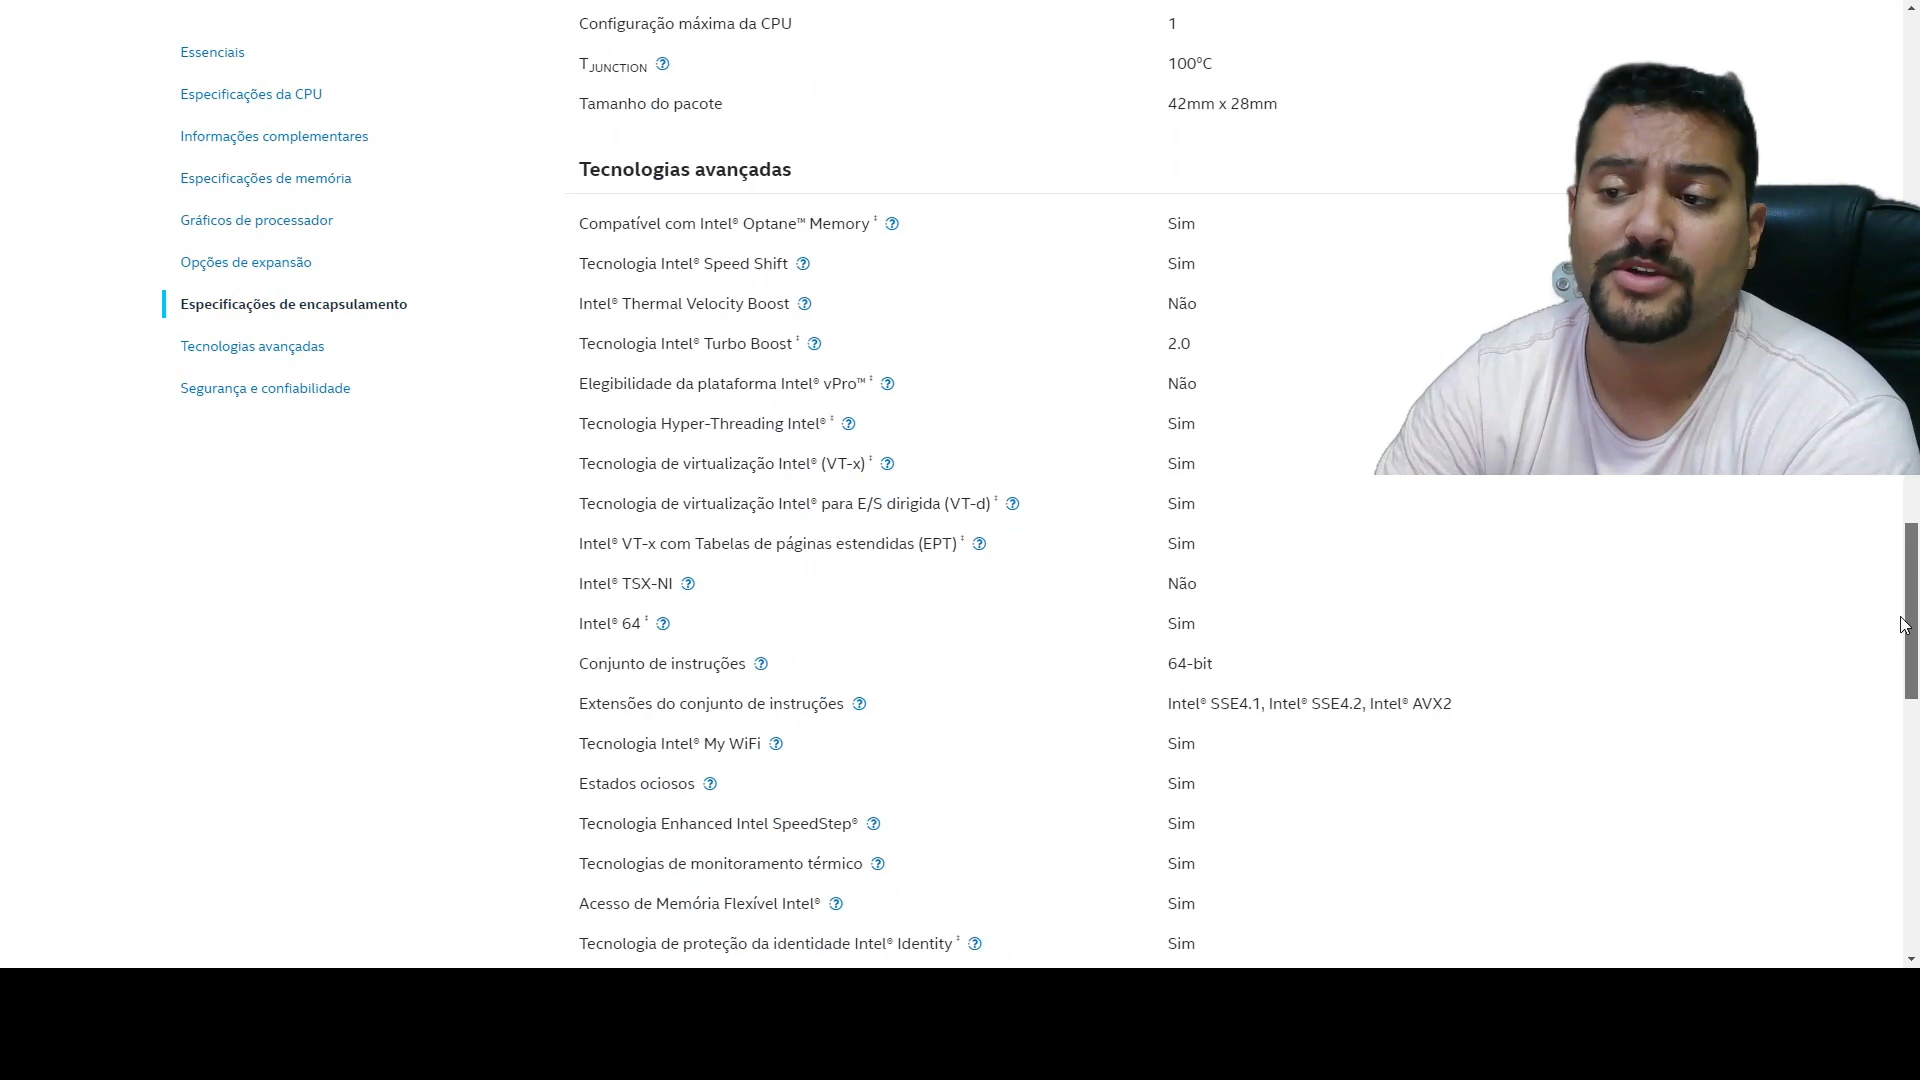 Configuração máxima da CPU 1
Essenciais
TJUNCTION 100°C
Especificações da CPU
Tamanho do pacote 42mm x 28mm
Informações complementares
Tecnologias avançadas
Especificações de memória
Gráficos de processador
Compatível com Intel® Optane™ Memory ‡ Sim
Opções de expansão
Tecnologia Intel® Speed Shift Sim
Especificações de encapsulamento
Intel® Thermal Velocity Boost Não
Tecnologias avançadas
Tecnologia Intel® Turbo Boost ‡ 2.0
Segurança e confiabilidade
Elegibilidade da plataforma Intel® vPro™ ‡ Não
Tecnologia Hyper-Threading Intel® ‡ Sim
Tecnologia de virtualização Intel® (VT-x) ‡ Sim
Tecnologia de virtualização Intel® para E/S dirigida (VT-d) ‡ Sim
Intel® VT-x com Tabelas de páginas estendidas (EPT) ‡ Sim
Intel® TSX-NI Não
Intel® 64 ‡ Sim
Conjunto de instruções 64-bit
Extensões do conjunto de instruções Intel® SSE4.1, Intel® SSE4.2, Intel® AVX2
Tecnologia Intel® My WiFi Sim
Estados ociosos Sim
Tecnologia Enhanced Intel SpeedStep® Sim
Tecnologias de monitoramento térmico Sim
Acesso de Memória Flexível Intel® Sim
Tecnologia de proteção da identidade Intel® Identity ‡ Sim